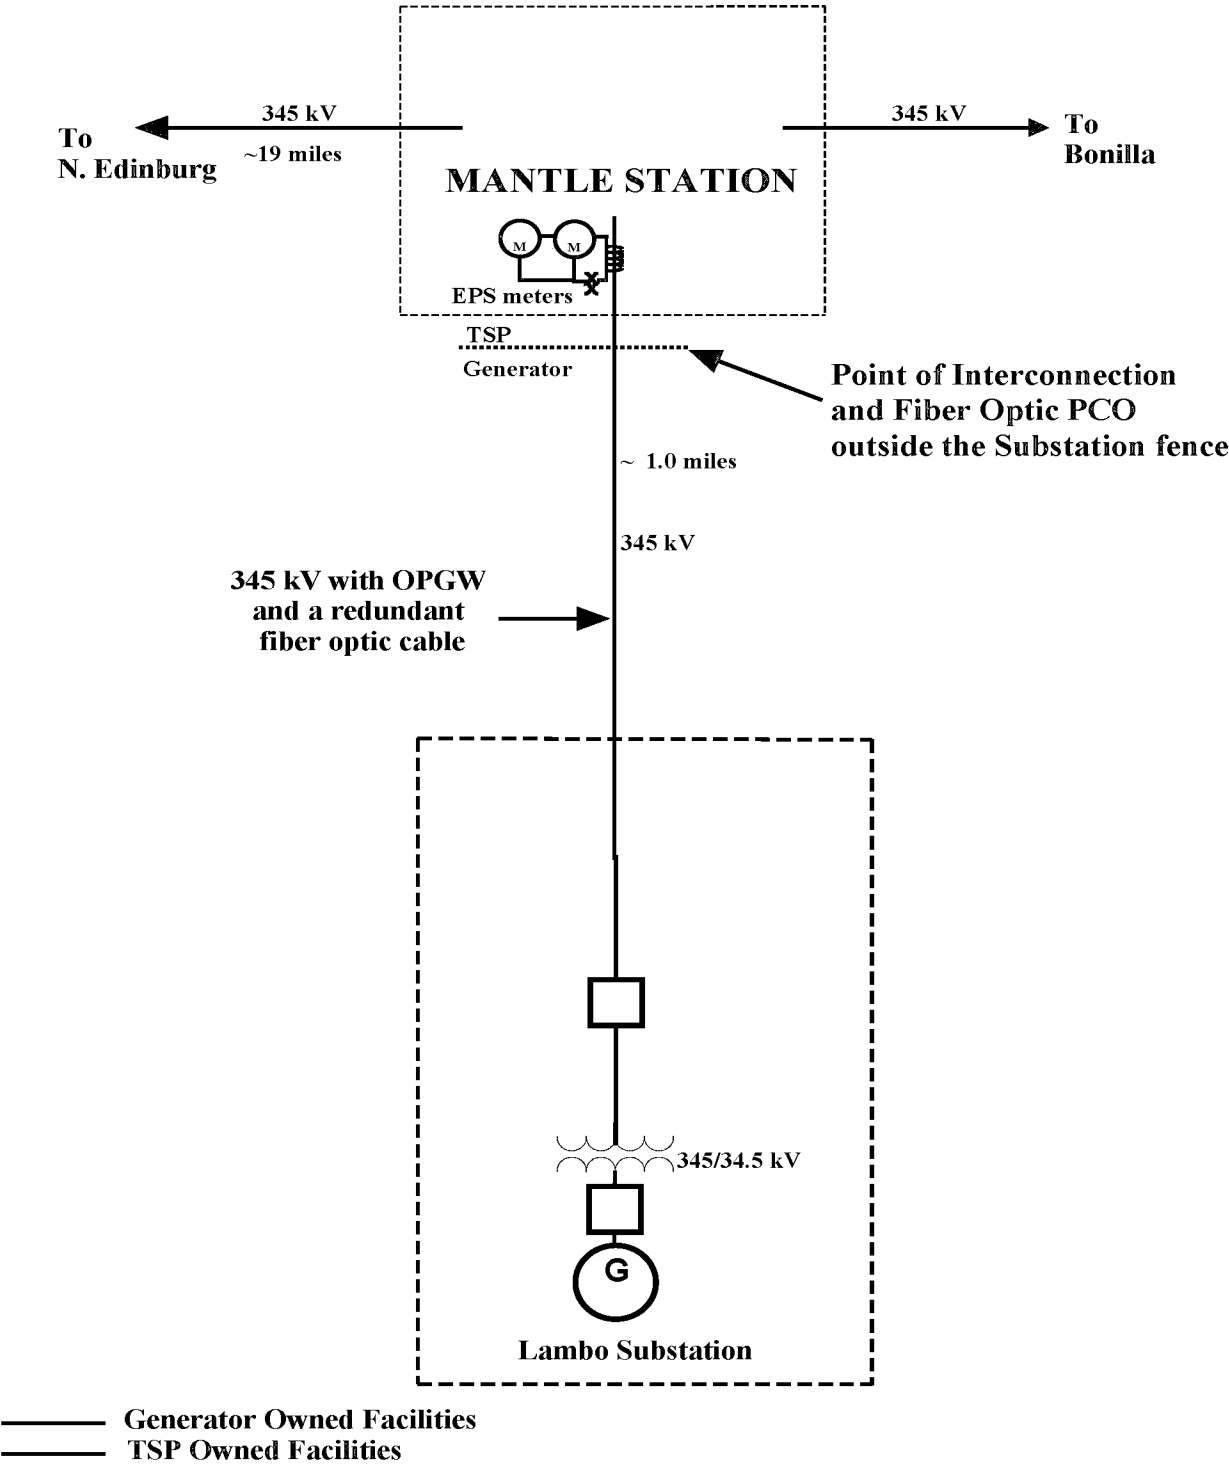 345 kV
345 kV
To
N. Edinburg
~19 miles
To
Bonilla
MANTLE STATION
M M
EPS meters
TSP
Generator
Point of Interconnection
and Fiber Optic PCO
outside the Substation fence
~ 1.0 miles
345 kV
345 kV with OPGW
and a redundant
fiber optic cable
345/34.5 kV
G
Lambo Substation
Generator Owned Facilities
TSP Owned Facilities